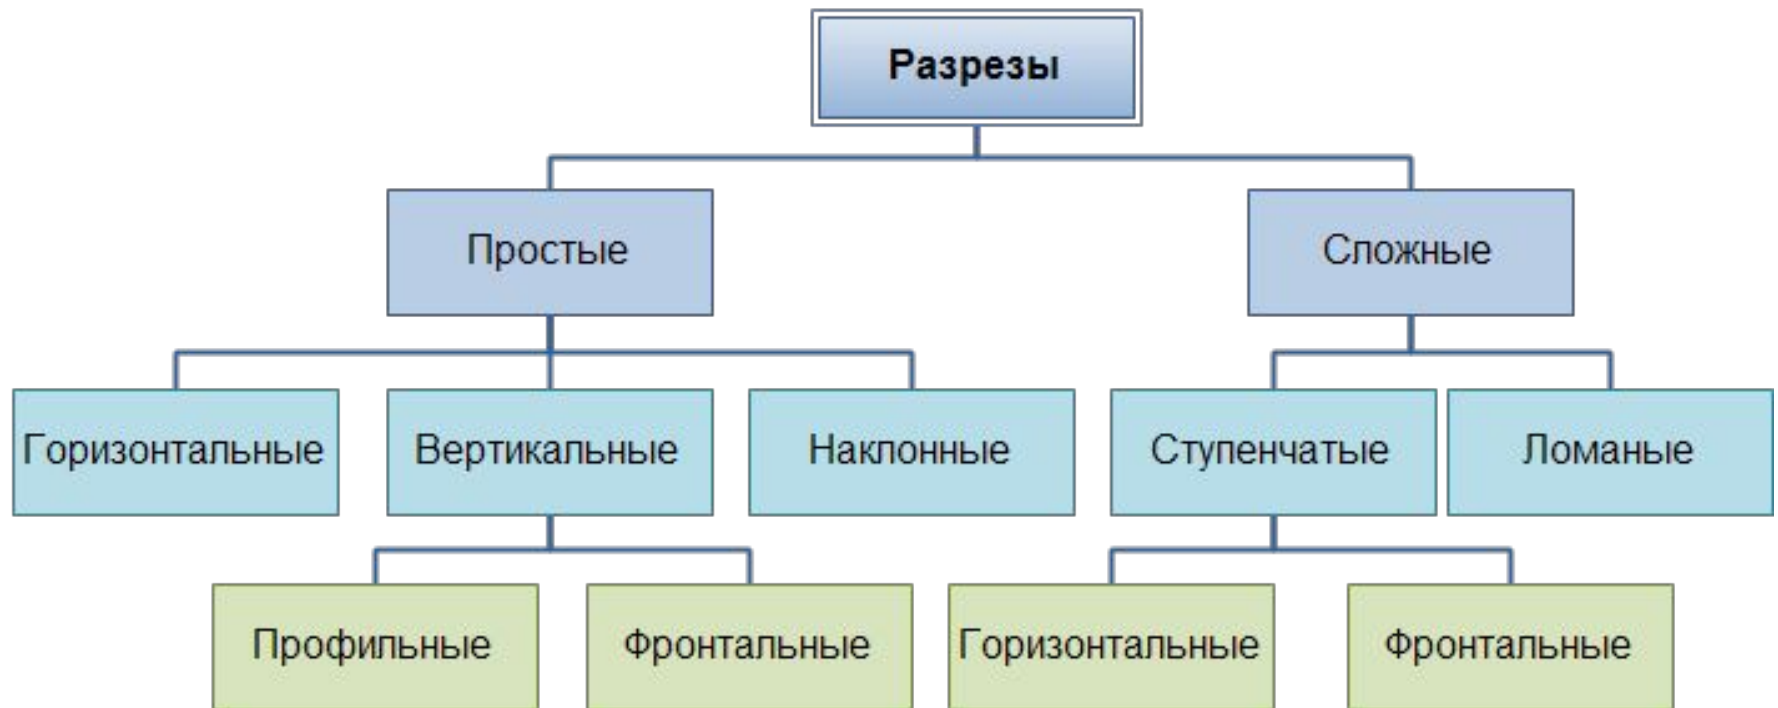 Разрезы
Простые
Сложные
Горизонтальные
Вертикальные
Наклонные
Ступенчатые
Ломаные
Профильные
Фронтальные
Горизонтальные
Фронтальные